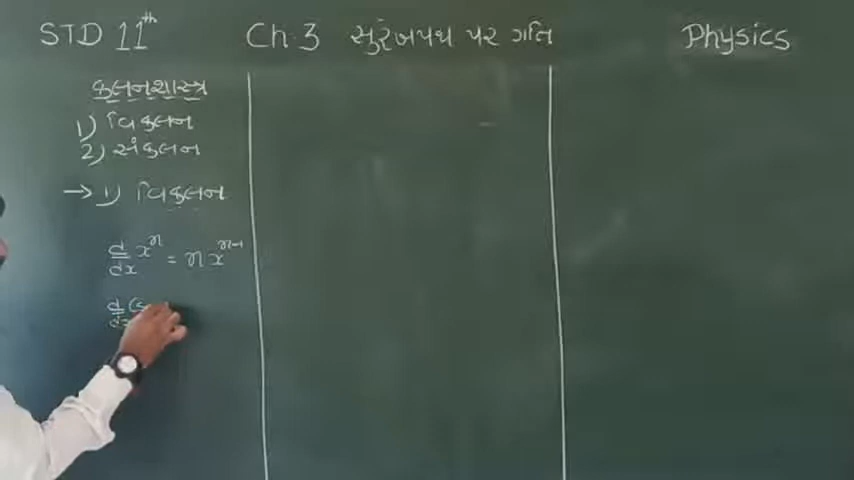 STD 11th Ch.3 સુરેખપથ પર ગતિ Physics
કલનશાસ્ત્ર
1) વિકલન
2) સંકલન
→ 1) વિકલન
d/dx xⁿ = n xⁿ⁻¹
d/dx (